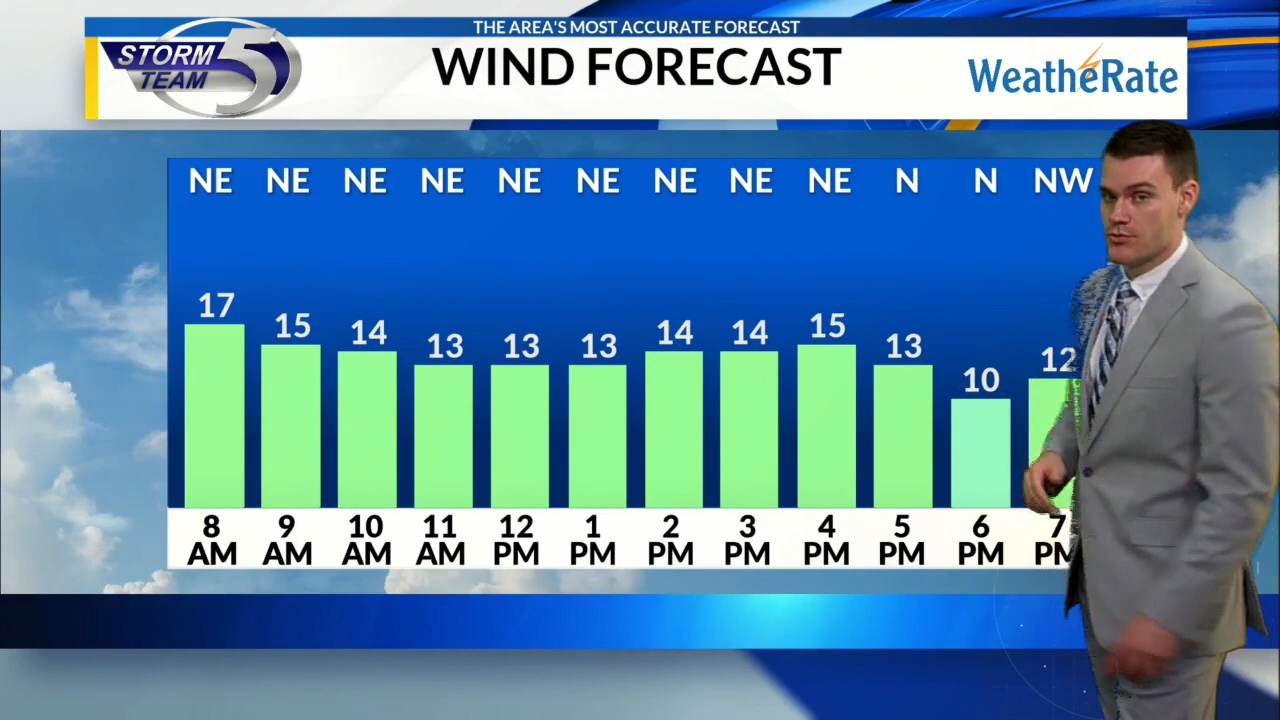 THE AREA'S MOST ACCURATE FORECAST
STORM TEAM 5
WIND FORECAST
WeatheRate
NE NE NE NE NE NE NE NE NE N N NW
17 15 14 13 13 13 14 14 15 13 10 12
8 9 10 11 12 1 2 3 4 5 6 7
AM AM AM AM PM PM PM PM PM PM PM PM